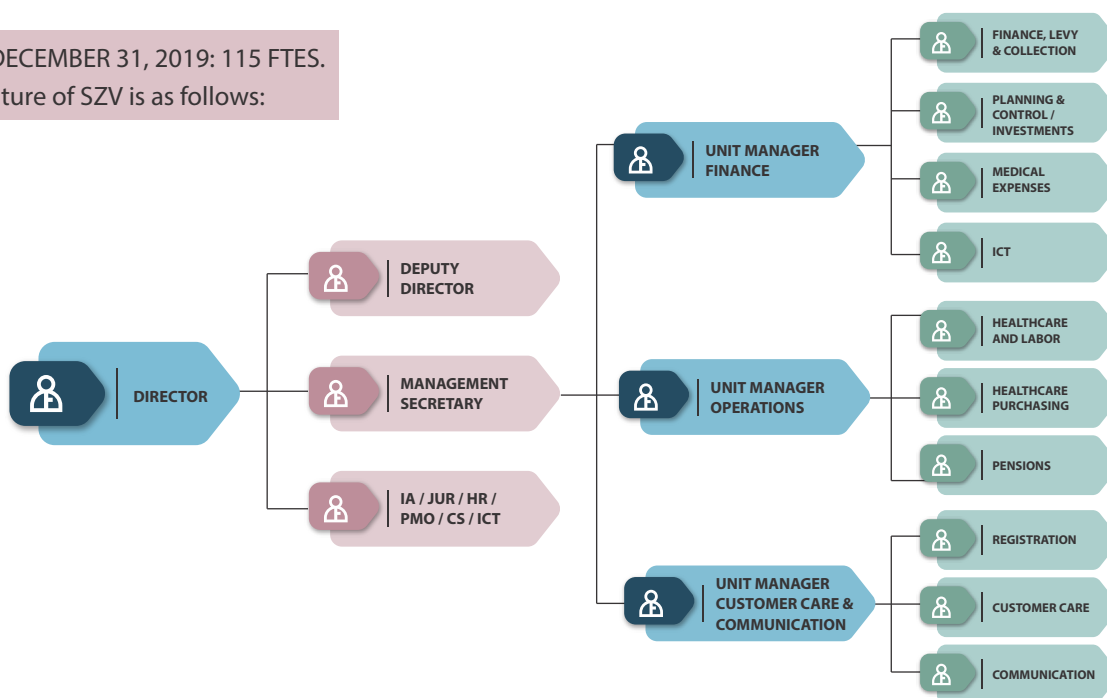 DECEMBER 31, 2019: 115 FTES.
ture of SZV is as follows:
DIRECTOR
DEPUTY
DIRECTOR
MANAGEMENT
SECRETARY
IA / JUR / HR /
PMO / CS / ICT
UNIT MANAGER
FINANCE
UNIT MANAGER
OPERATIONS
UNIT MANAGER
CUSTOMER CARE &
COMMUNICATION
FINANCE, LEVY
& COLLECTION
PLANNING &
CONTROL /
INVESTMENTS
MEDICAL
EXPENSES
ICT
HEALTHCARE
AND LABOR
HEALTHCARE
PURCHASING
PENSIONS
REGISTRATION
CUSTOMER CARE
COMMUNICATION